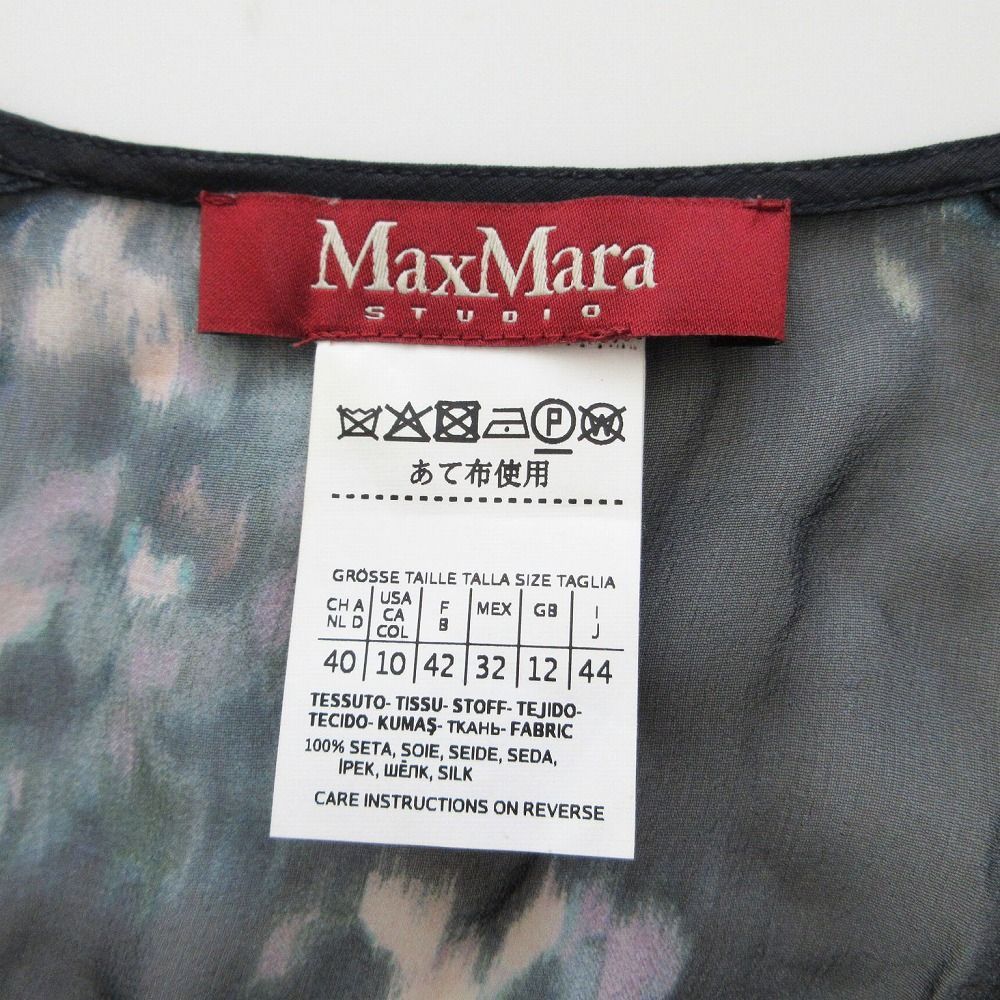 MaxMara
STUDIO
P W
あて布使用
GRÖSSE TAILLE TALLA SIZE TAGLIA
CH A NL D USA CA COL F B MEX GB I J
40 10 42 32 12 44
TESSUTO- TISSU- STOFF- TEJIDO-
TECIDO- KUMAŞ- ТКАНЬ- FABRIC
100% SETA, SOIE, SEIDE, SEDA,
İPEK, ШЁЛК, SILK
CARE INSTRUCTIONS ON REVERSE